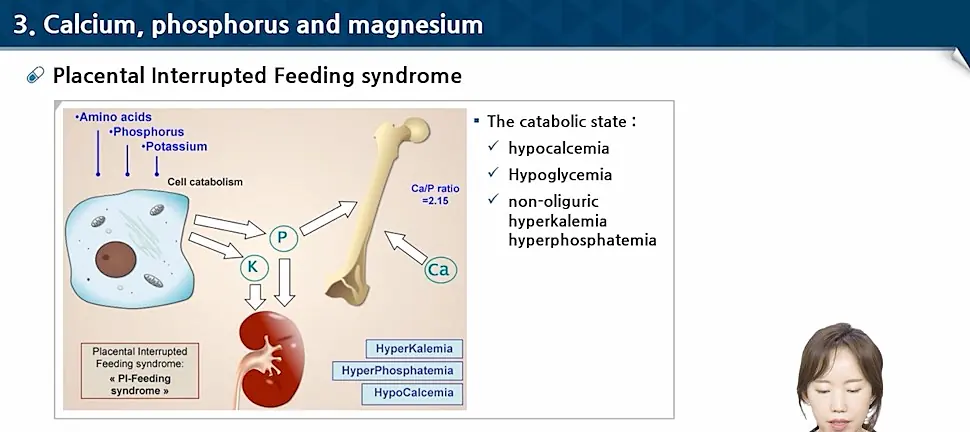 3. Calcium, phosphorus and magnesium
Placental Interrupted Feeding syndrome
•Amino acids
•Phosphorus
•Potassium
Cell catabolism
Ca/P ratio
=2.15
P
K
Ca
Placental Interrupted
Feeding syndrome:
« PI-Feeding
syndrome »
HyperKalemia
HyperPhosphatemia
HypoCalcemia
▪ The catabolic state :
✓ hypocalcemia
✓ Hypoglycemia
✓ non-oliguric
hyperkalemia
hyperphosphatemia